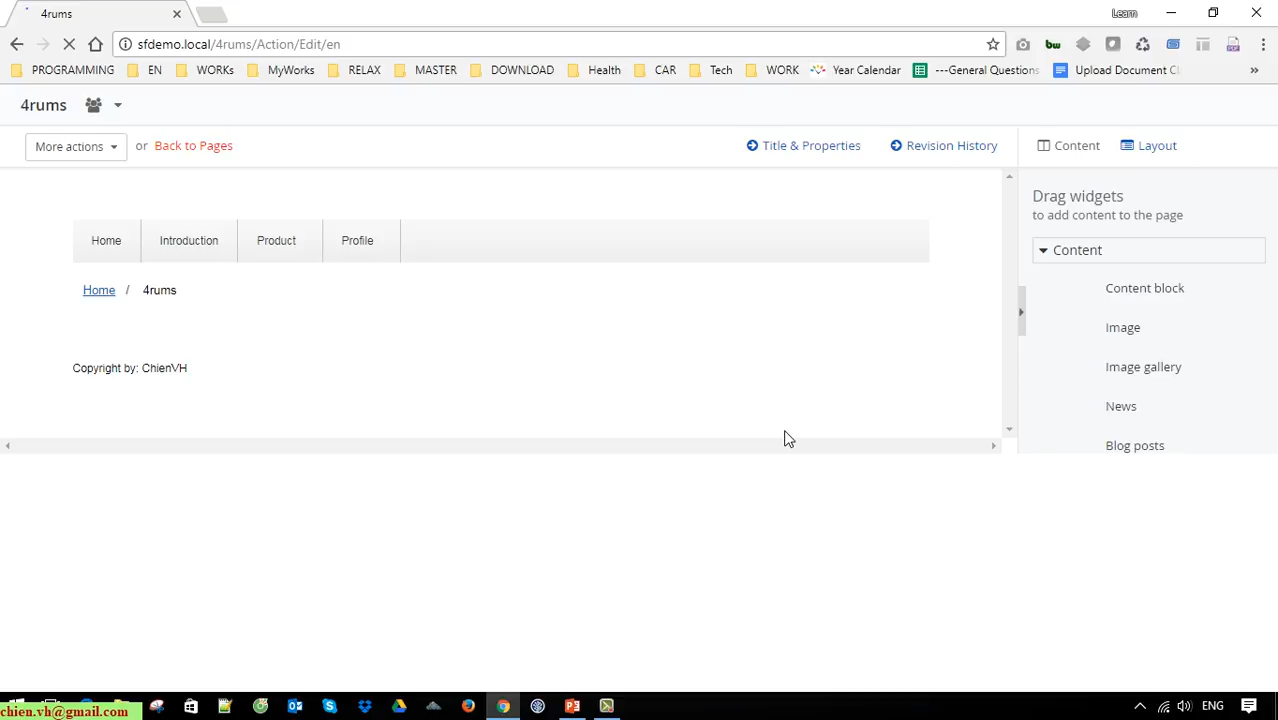 4rums
Learn
sfdemo.local/4rums/Action/Edit/en
PROGRAMMING EN WORKs MyWorks RELAX MASTER DOWNLOAD Health CAR Tech WORK Year Calendar ---General Questions Upload Document Cl »
4rums
More actions or Back to Pages Title & Properties Revision History Content Layout
Drag widgets
to add content to the page
Home Introduction Product Profile
Content
Home / 4rums
Content block
Image
Copyright by: ChienVH
Image gallery
News
Blog posts
ENG
chien.vh@gmail.com